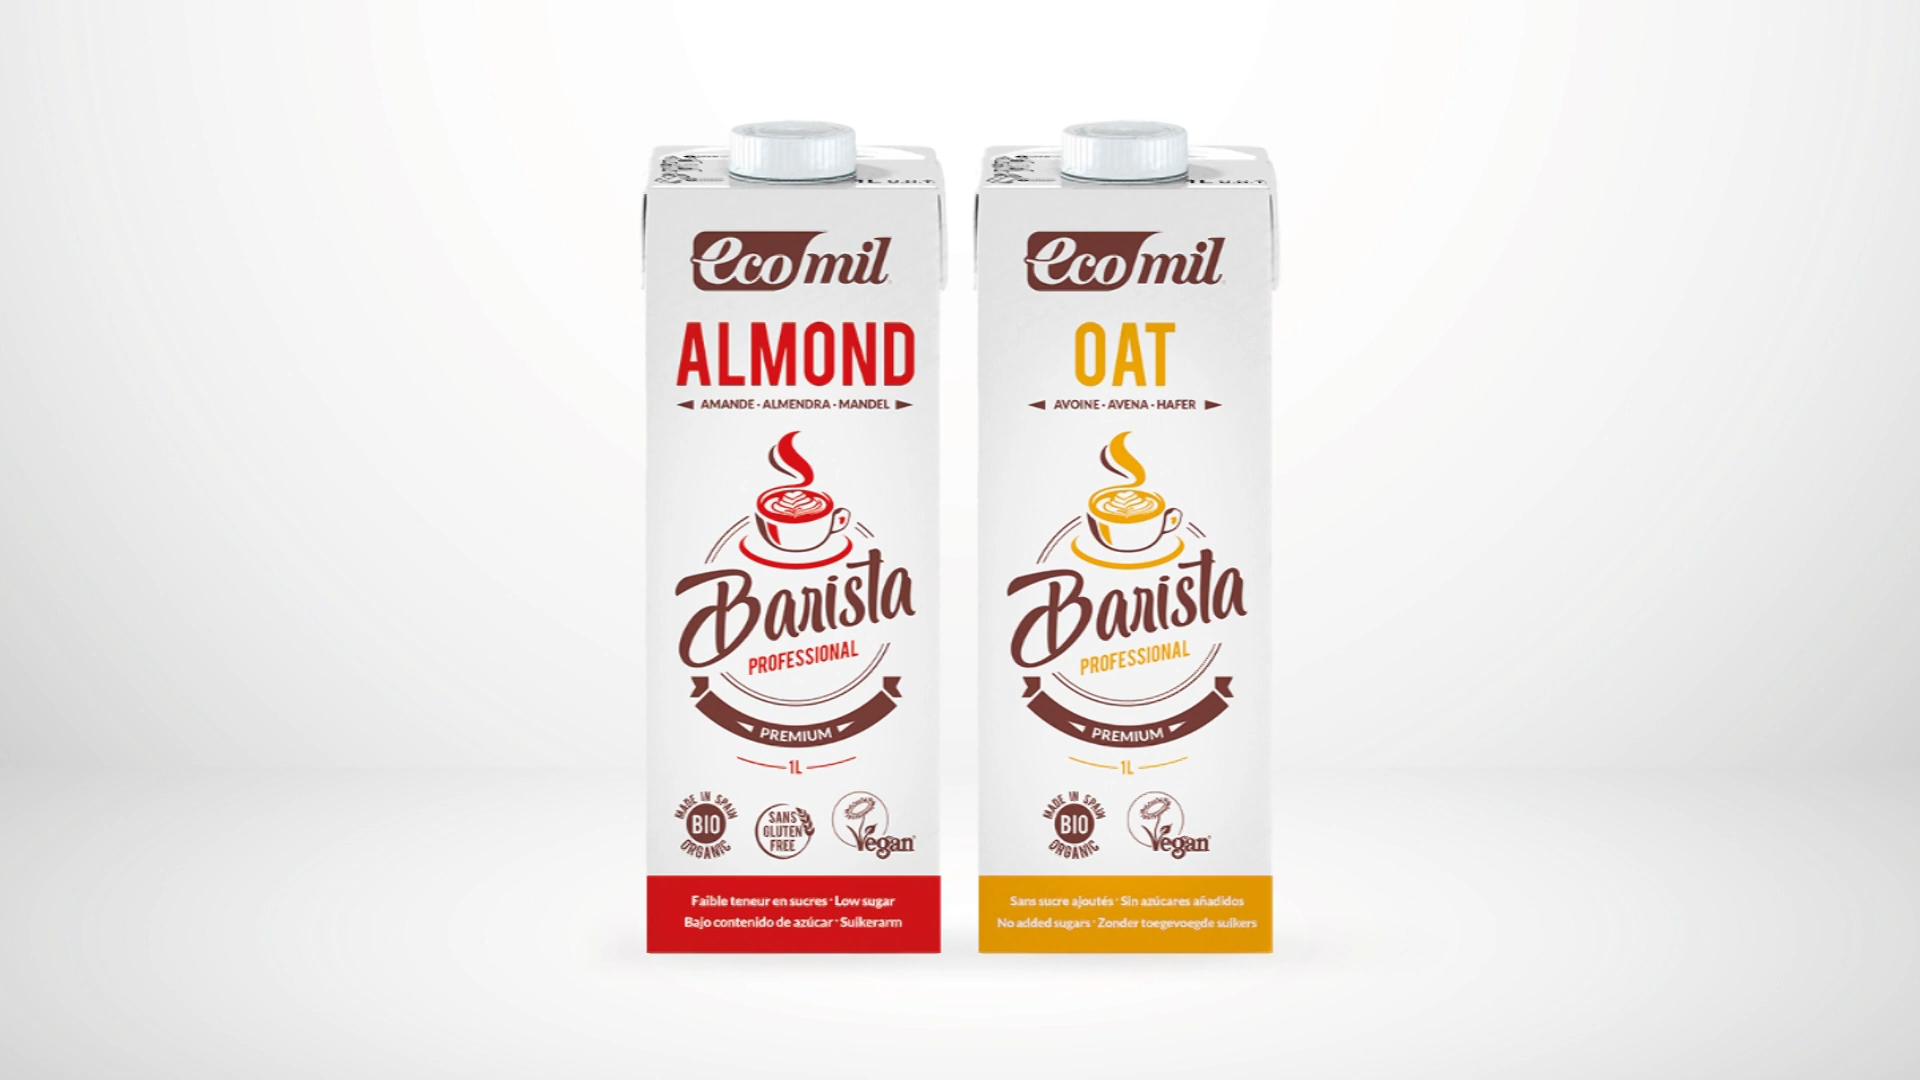 ecomil
ALMOND
AMANDE - ALMENDRA - MANDEL
Barista
PROFESSIONAL
PREMIUM
1L
MADE IN SPAIN
BIO
ORGANIC
SANS
GLUTEN
FREE
Vegan
Faible teneur en sucres · Low sugar
Bajo contenido de azúcar · Suikerarm
ecomil
OAT
AVOINE - AVENA - HAFER
Barista
PROFESSIONAL
PREMIUM
1L
MADE IN SPAIN
BIO
ORGANIC
Vegan
Sans sucre ajoutés · Sin azúcares añadidos
No added sugars · Zonder toegevoegde suikers